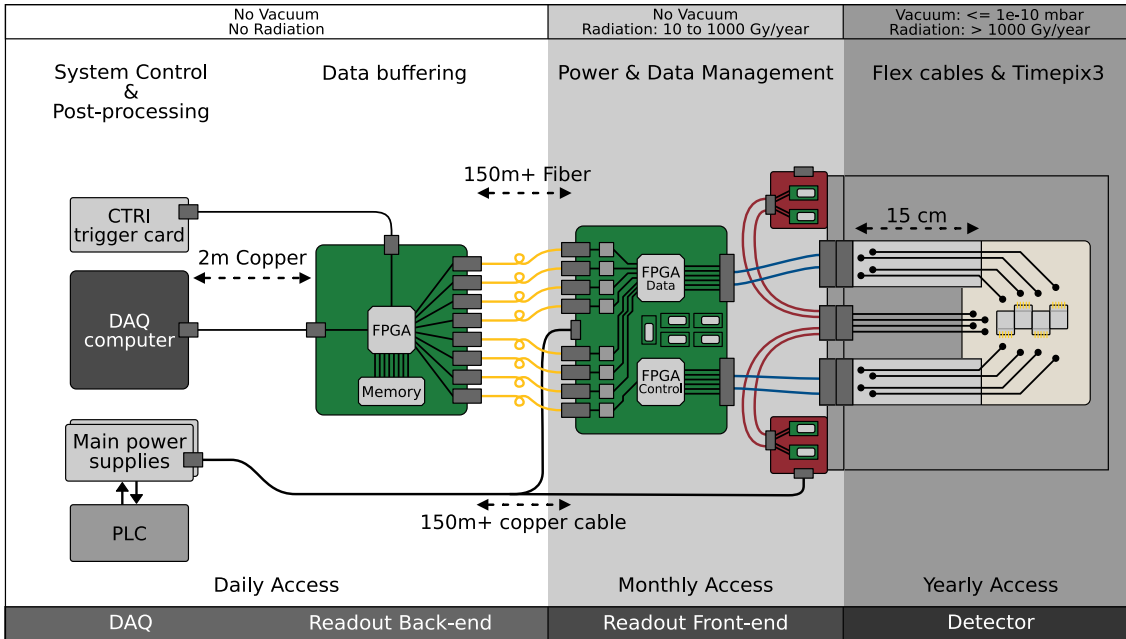 No Vacuum
No Radiation
No Vacuum
Radiation: 10 to 1000 Gy/year
Vacuum: <= 1e-10 mbar
Radiation: > 1000 Gy/year
System Control
&
Post-processing
Data buffering
Power & Data Management
Flex cables & Timepix3
150m+ Fiber
CTRI
trigger card
2m Copper
15 cm
DAQ
computer
FPGA
Memory
FPGA
Data
FPGA
Control
Main power
supplies
PLC
150m+ copper cable
Daily Access
Monthly Access
Yearly Access
DAQ
Readout Back-end
Readout Front-end
Detector